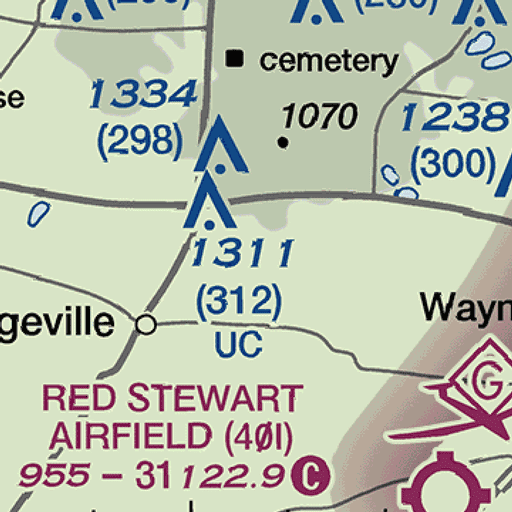 cemetery
1334
(298)
1070
1238
(300)
1311
(312)
UC
geville
Wayn
G
RED STEWART
AIRFIELD (40I)
955 – 31 122.9 C